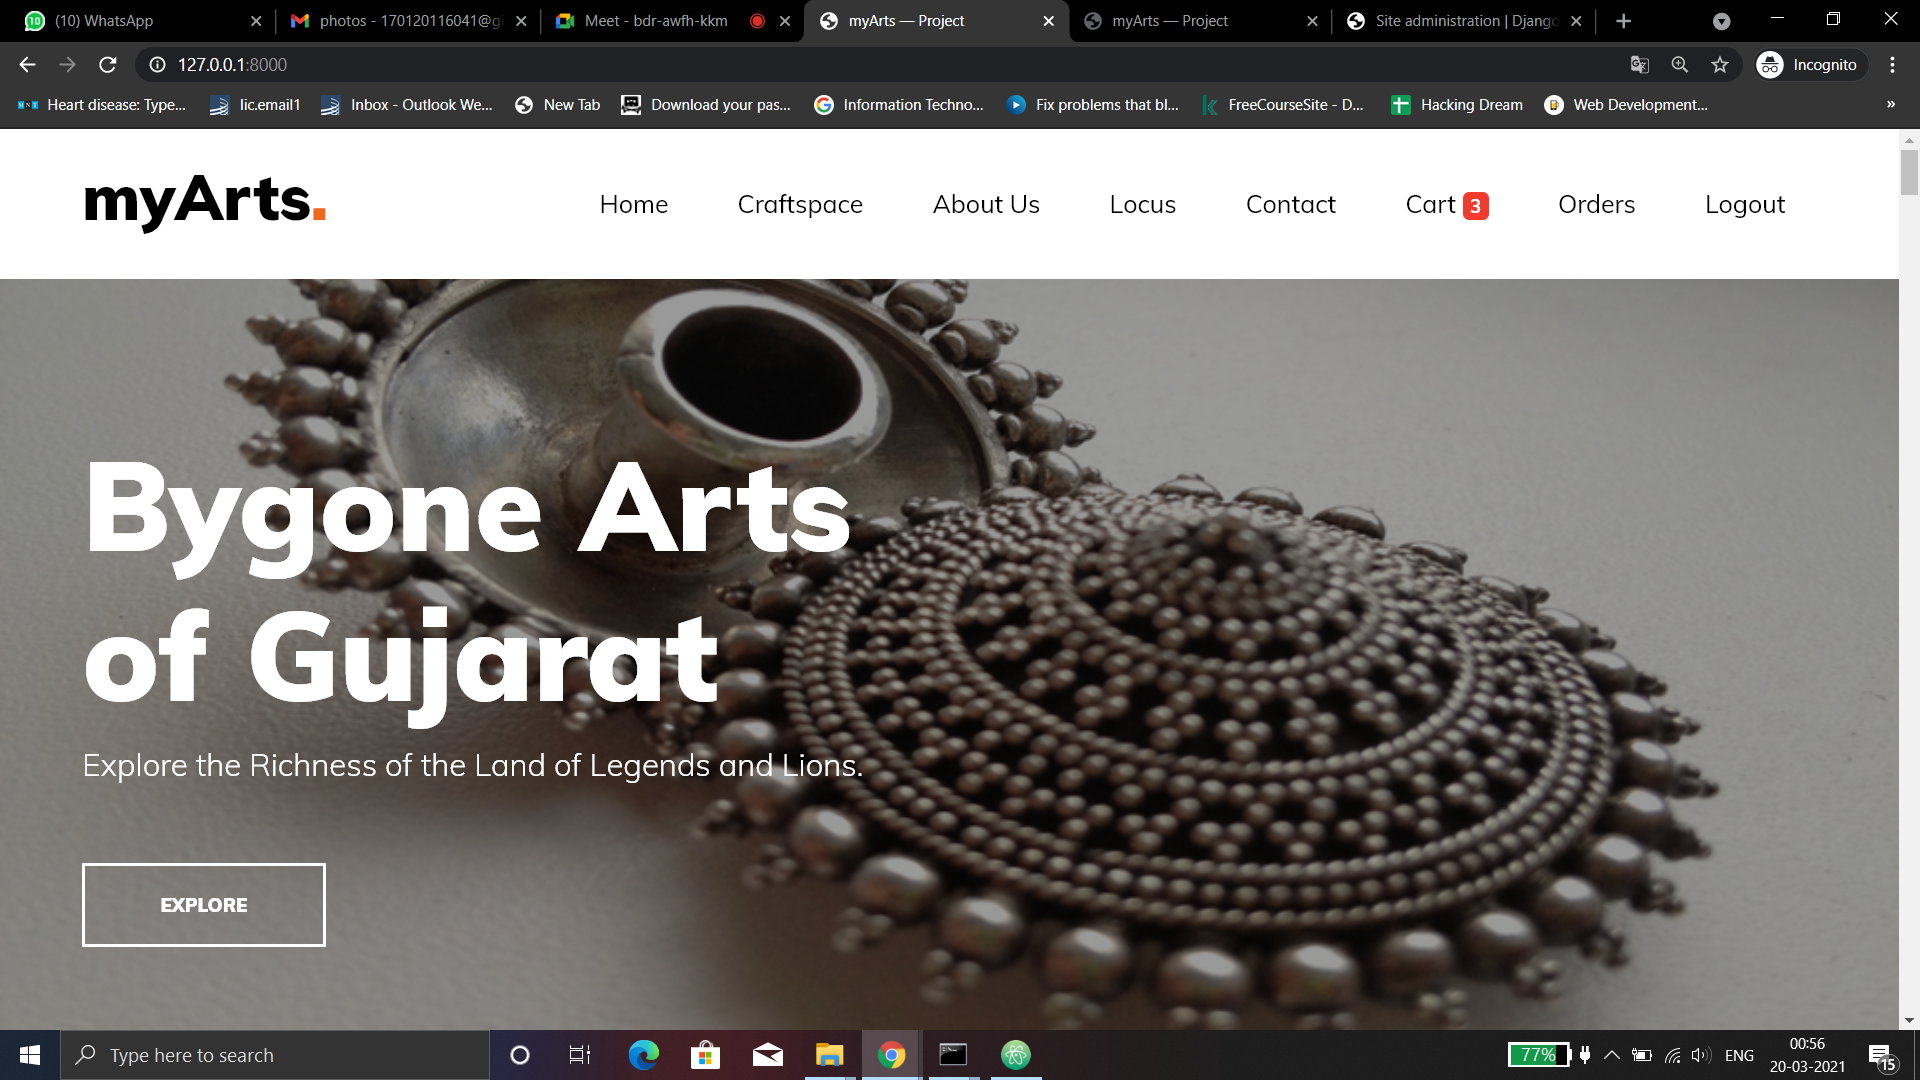 (10) WhatsApp
photos - 170120116041@gi
Meet - bdr-awfh-kkm
myArts — Project
myArts — Project
Site administration | Django
127.0.0.1:8000
Incognito
Heart disease: Type...
lic.email1
Inbox - Outlook We...
New Tab
Download your pas...
Information Techno...
Fix problems that bl...
FreeCourseSite - D...
Hacking Dream
Web Development...
»
myArts.
Home
Craftspace
About Us
Locus
Contact
Cart 3
Orders
Logout
Bygone Arts
of Gujarat
Explore the Richness of the Land of Legends and Lions.
EXPLORE
Type here to search
77%
ENG
00:56
20-03-2021
15